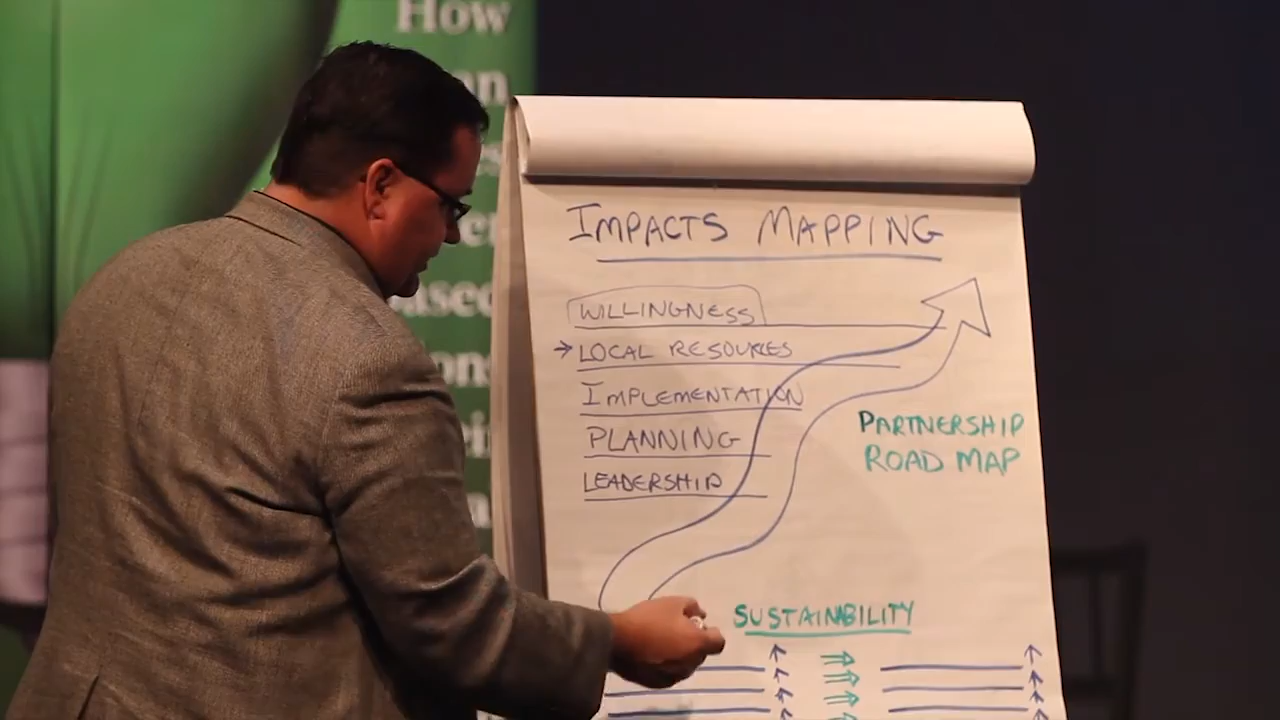 How
IMPACTS MAPPING
WILLINGNESS
→ LOCAL RESOURCES
IMPLEMENTATION
PLANNING
LEADERSHIP
PARTNERSHIP
ROAD MAP
SUSTAINABILITY